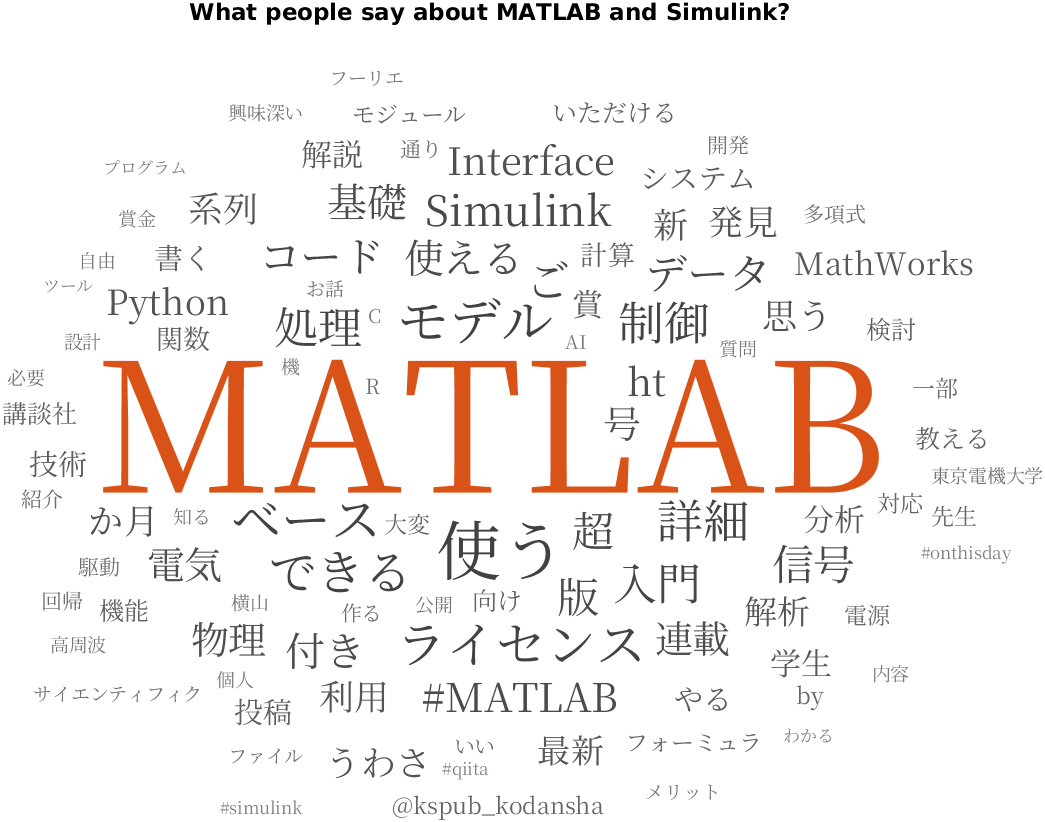 What people say about MATLAB and Simulink?
フーリエ
興味深い モジュール いただける
解説 通り Interface 開発
プログラム システム
系列 基礎 Simulink 新 発見 多項式
賞金
自由 書く コード 使える ご 計算 データ MathWorks
ツール お話
Python 処理 C モデル 賞 制御 思う 検討
設計 関数 AI 質問
必要 機 R ht 一部
講談社 MATLAB 号 教える
技術 東京電機大学
紹介 対応
か月 知る ベース 大変 使う 超 詳細 分析 先生
駆動 電気 できる 信号 #onthisday
回帰 機能 横山 作る 公開 向け 版 入門 解析 電源
高周波 物理 付き ライセンス 連載 学生 内容
サイエンティフィク 個人 利用 #MATLAB やる by
投稿
ファイル うわさ いい 最新 フォーミュラ わかる
#qiita
#simulink @kspub_kodansha メリット